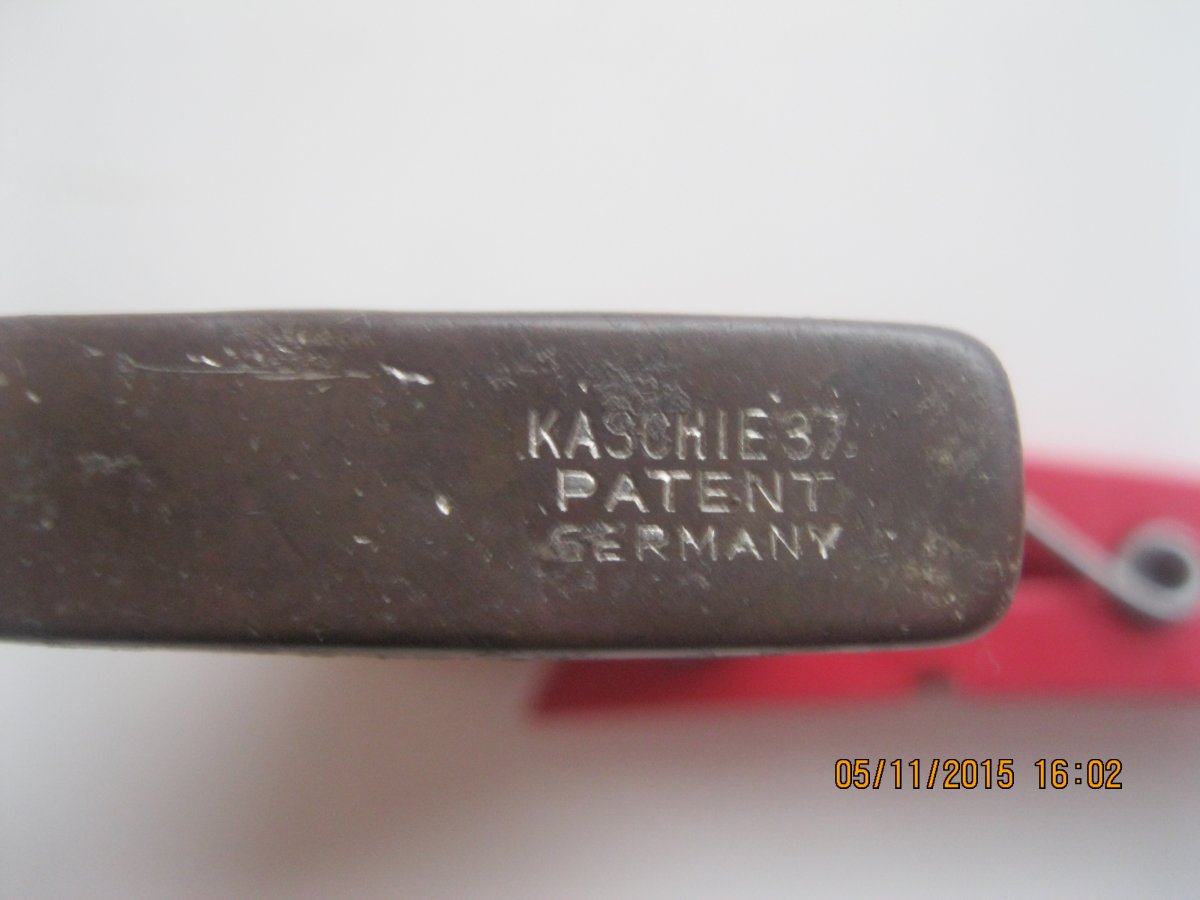 KASCHIE 37
PATENT
GERMANY
05/11/2015 16:02